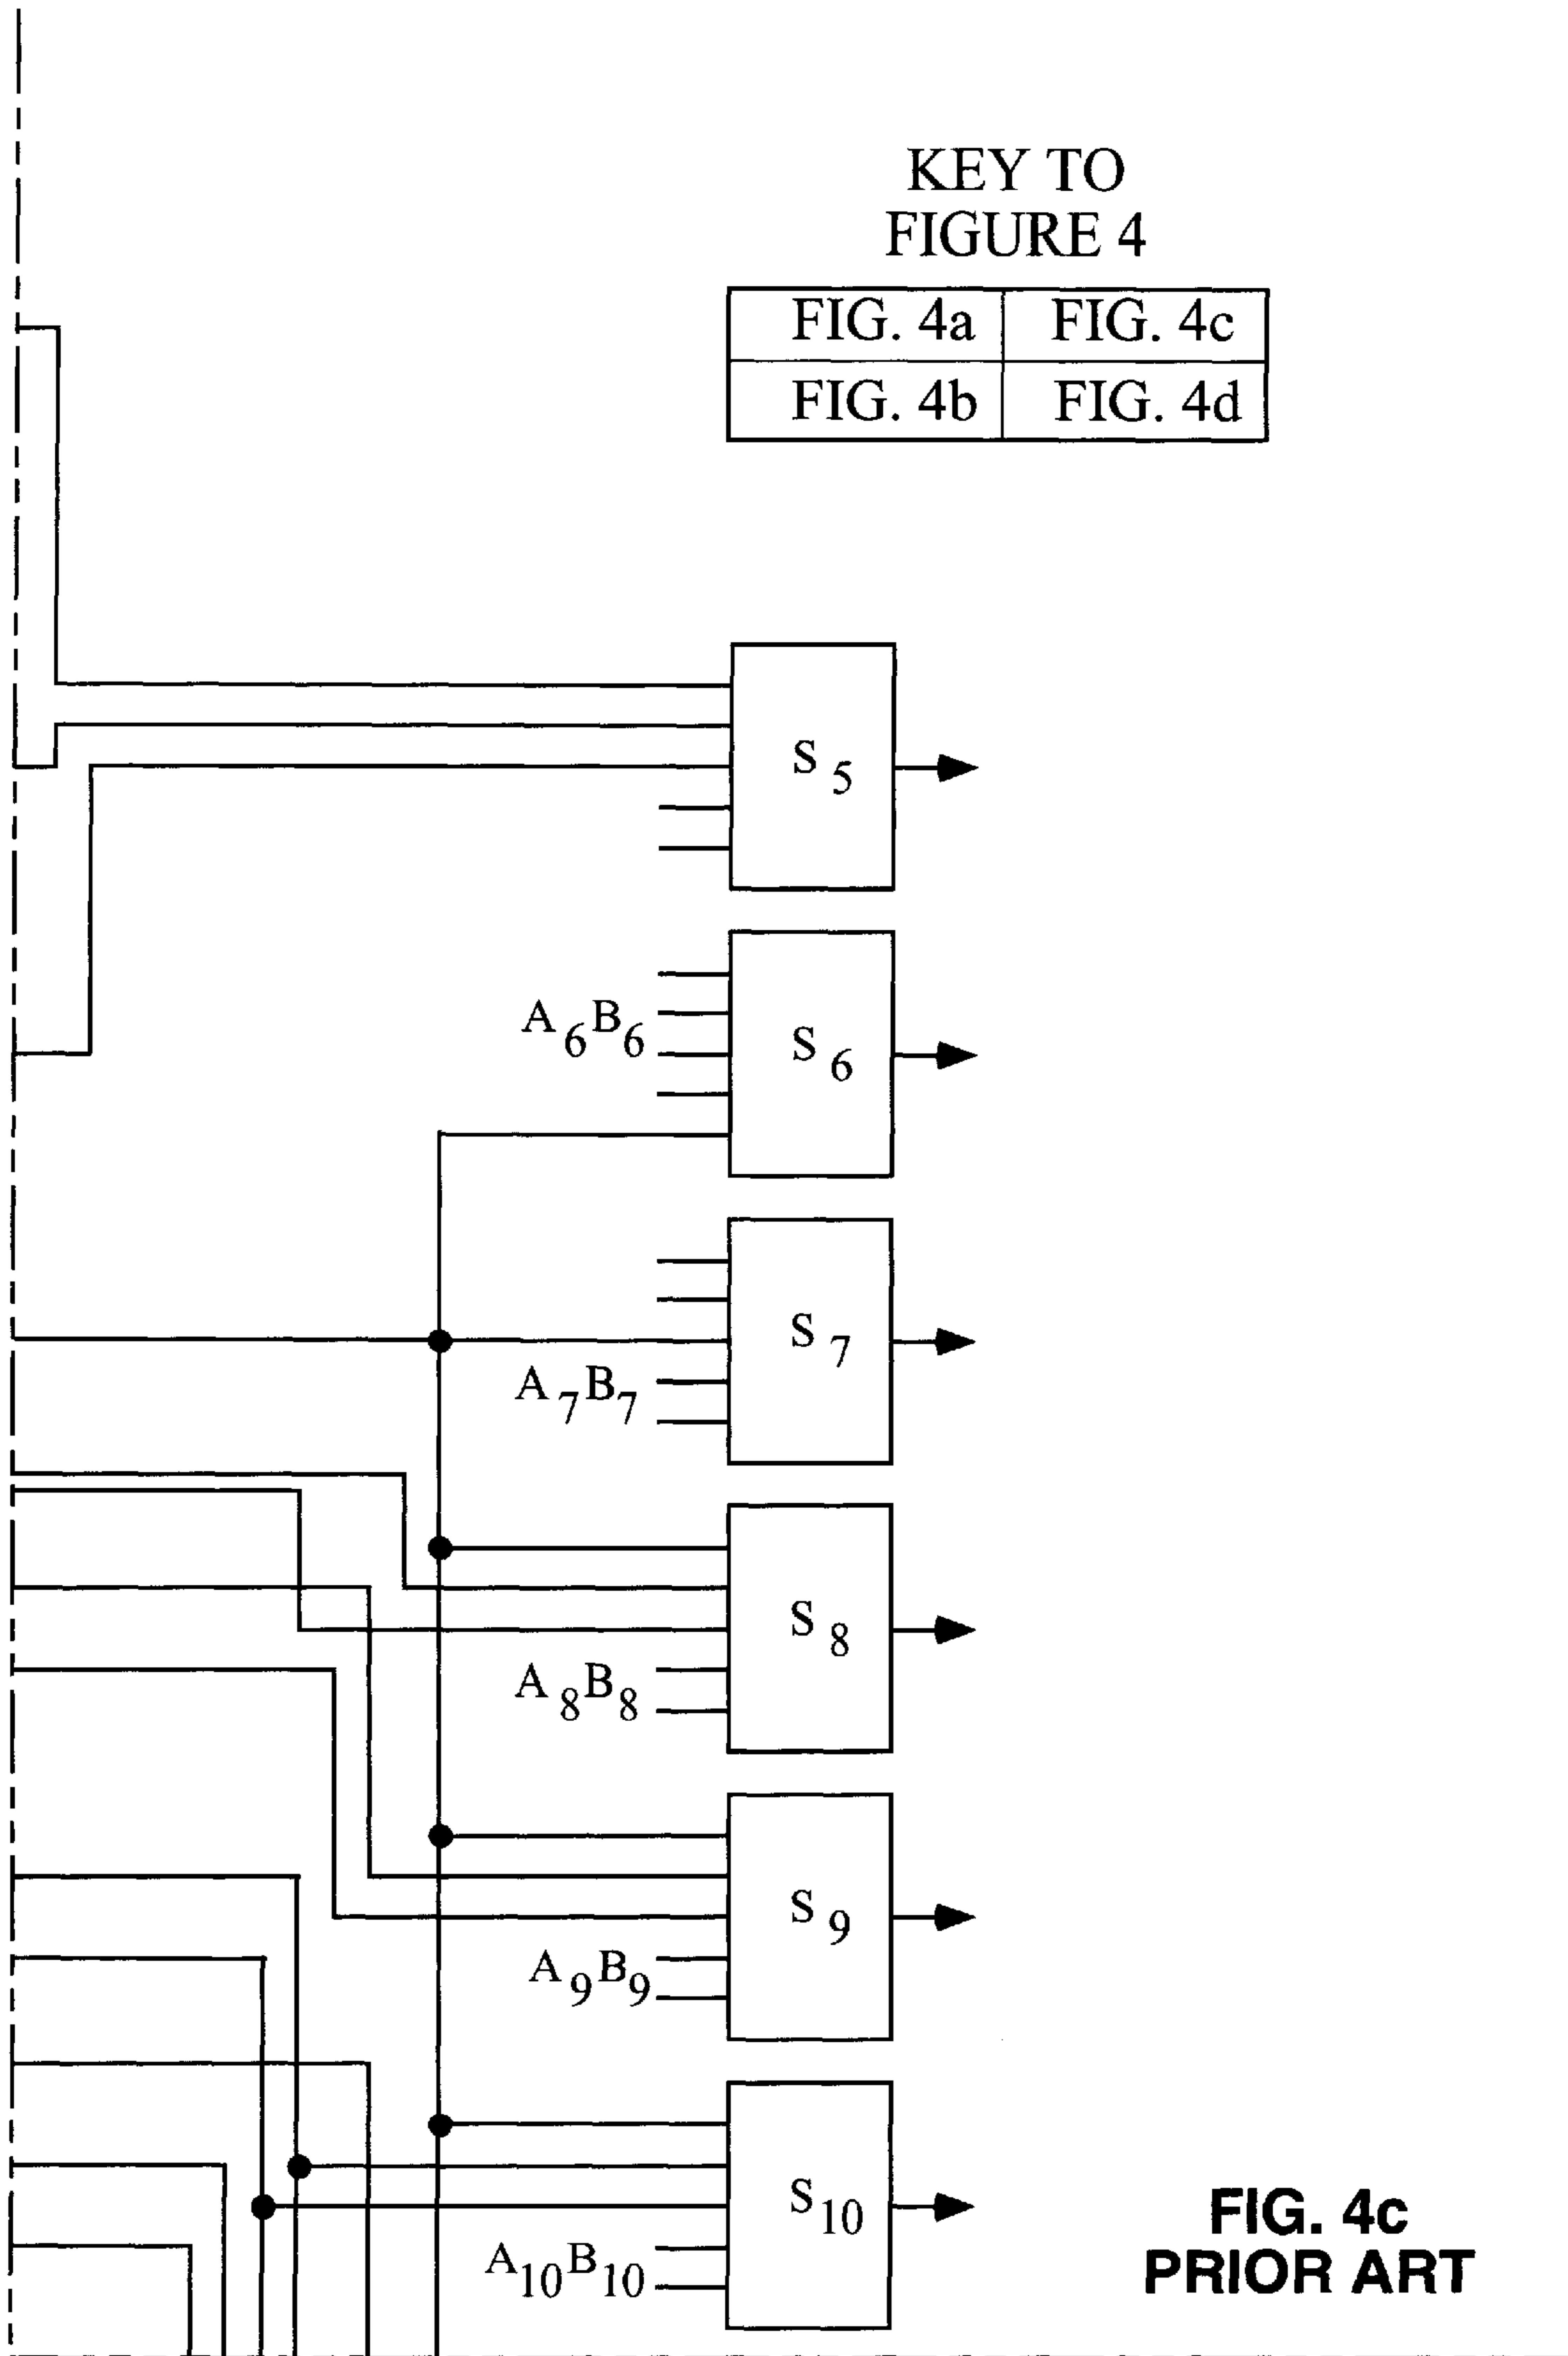 KEY TO
FIGURE 4
FIG. 4a FIG. 4c
FIG. 4b FIG. 4d
S5
A6B6 S6
S7
A7B7
S8
A8B8
S9
A9B9
S10
A10B10
FIG. 4c
PRIOR ART